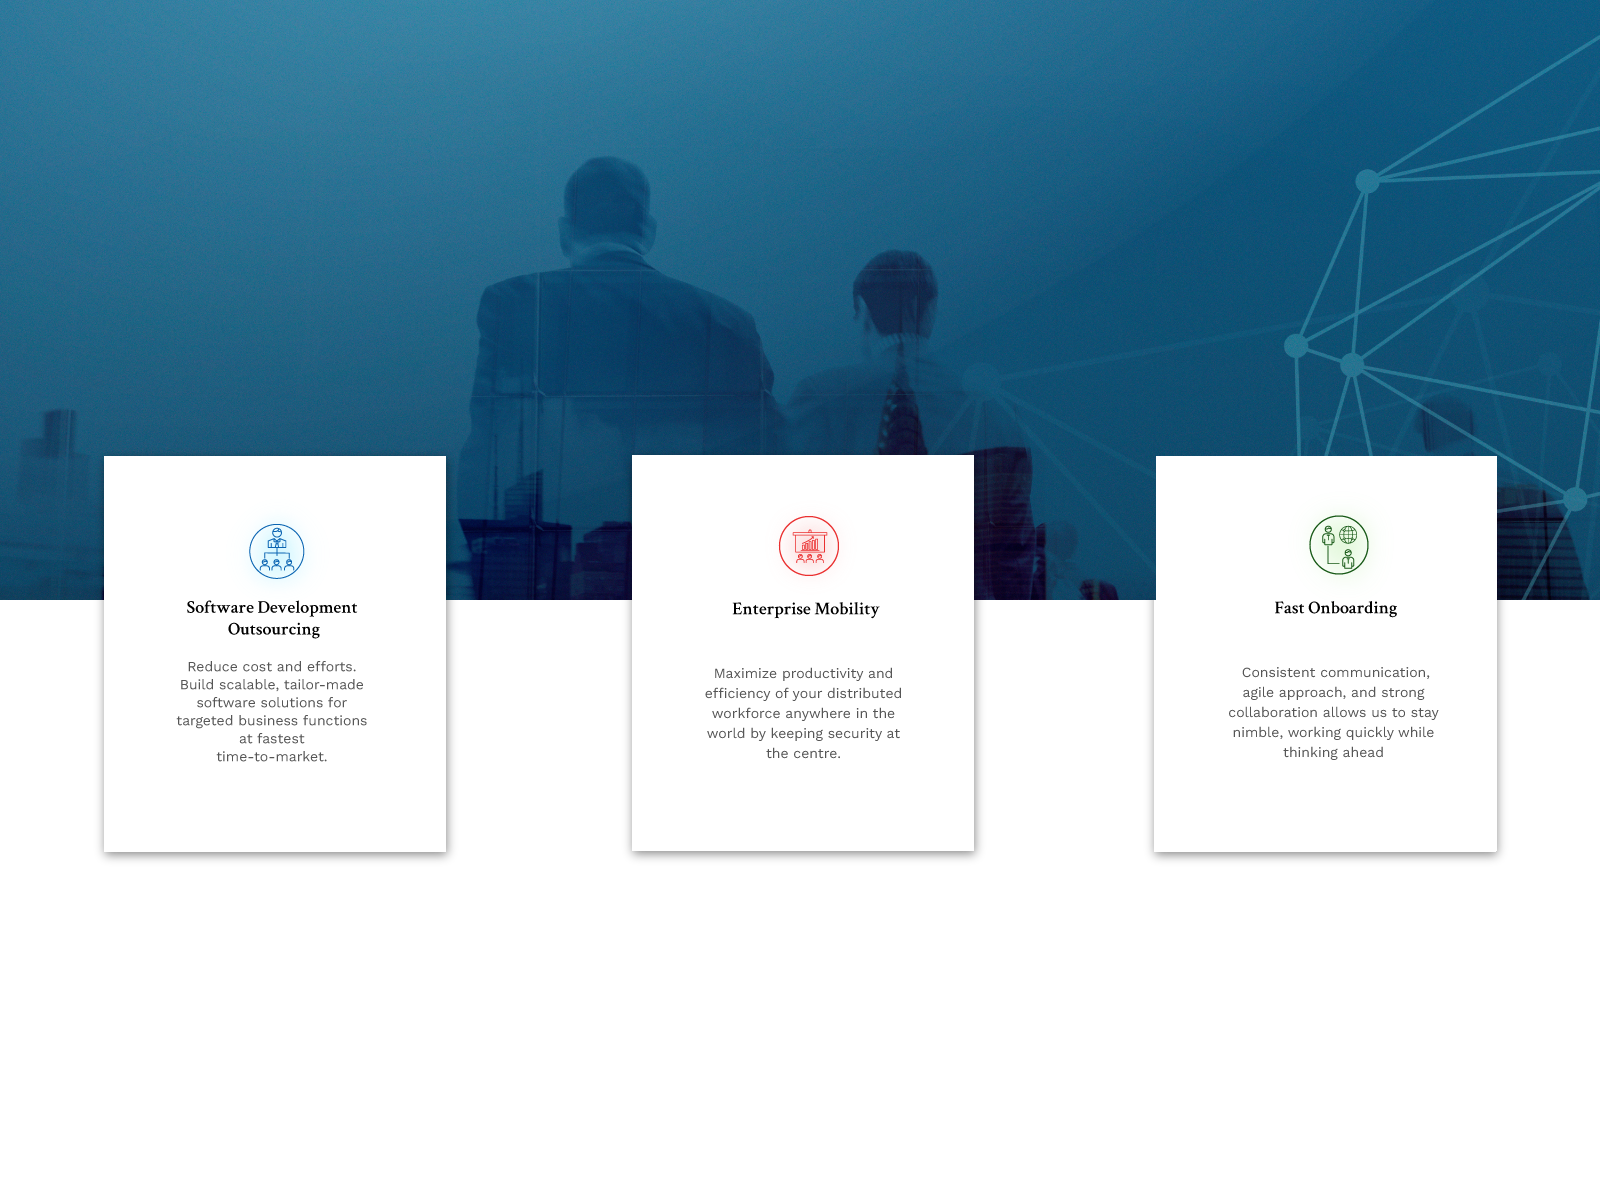 Software Development
Outsourcing
Reduce cost and efforts.
Build scalable, tailor-made
software solutions for
targeted business functions
at fastest
time-to-market.
Enterprise Mobility
Maximize productivity and
efficiency of your distributed
workforce anywhere in the
world by keeping security at
the centre.
Fast Onboarding
Consistent communication,
agile approach, and strong
collaboration allows us to stay
nimble, working quickly while
thinking ahead